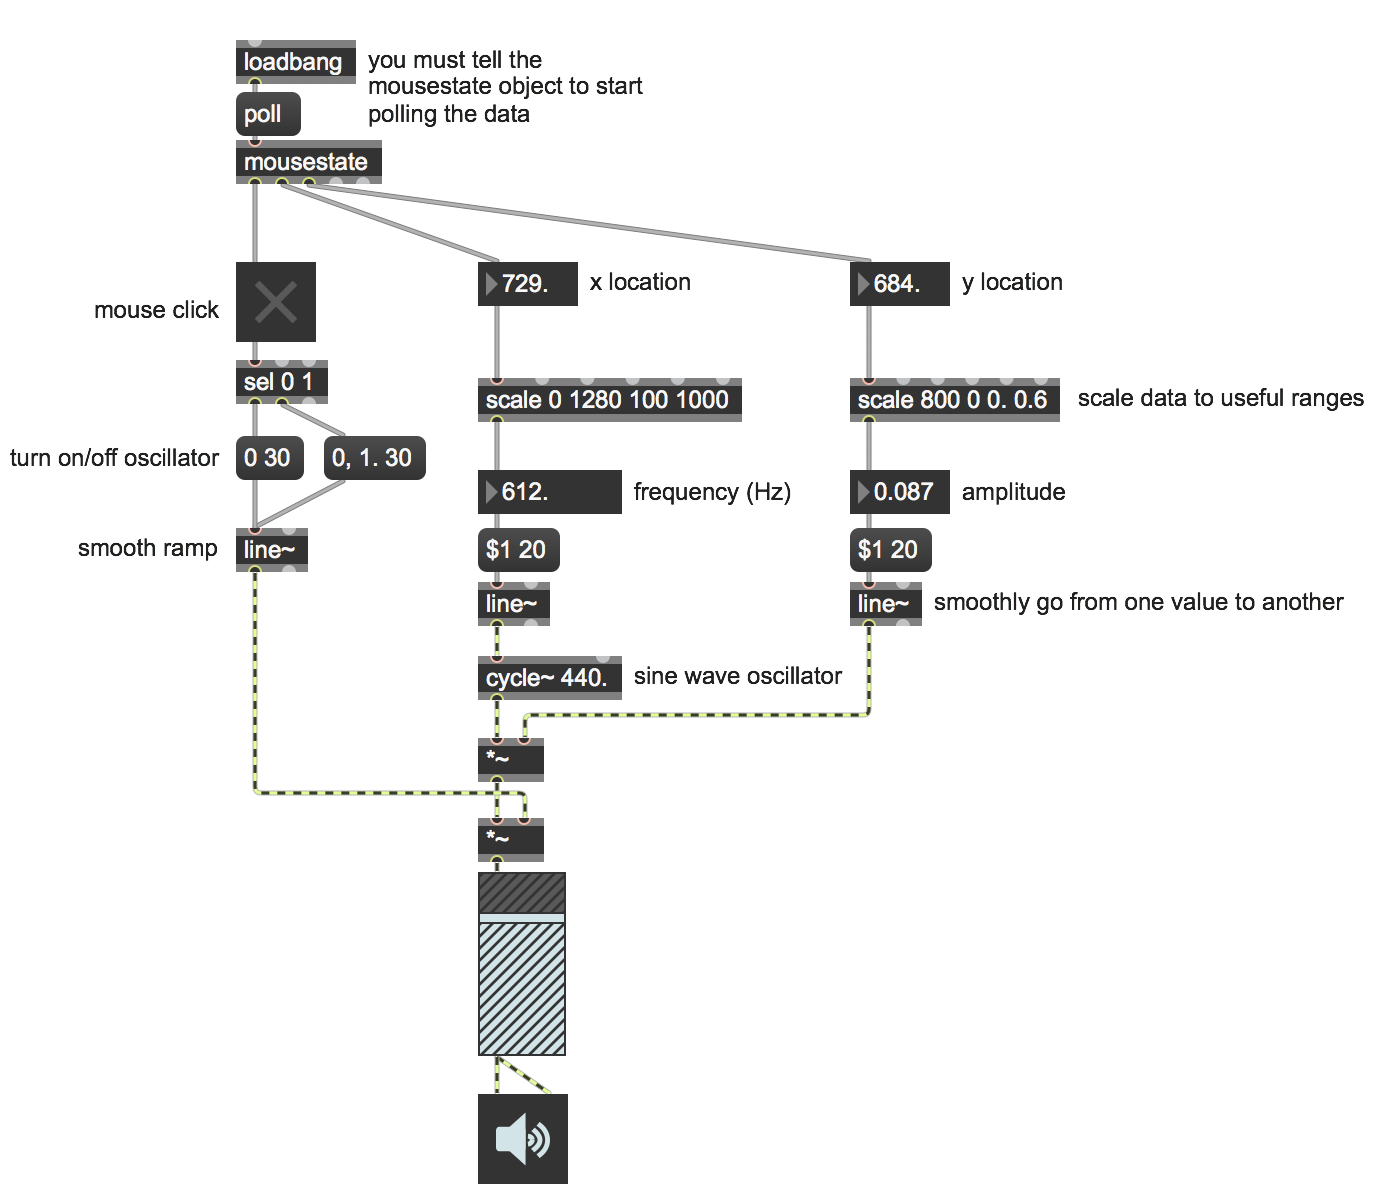 loadbang
you must tell the
mousestate object to start
polling the data
poll
mousestate
729.
x location
684.
y location
mouse click
sel 0 1
scale 0 1280 100 1000
scale 800 0 0. 0.6
scale data to useful ranges
turn on/off oscillator
0 30
0, 1. 30
612.
frequency (Hz)
0.087
amplitude
smooth ramp
line~
$1 20
$1 20
line~
line~
smoothly go from one value to another
cycle~ 440.
sine wave oscillator
*~
*~